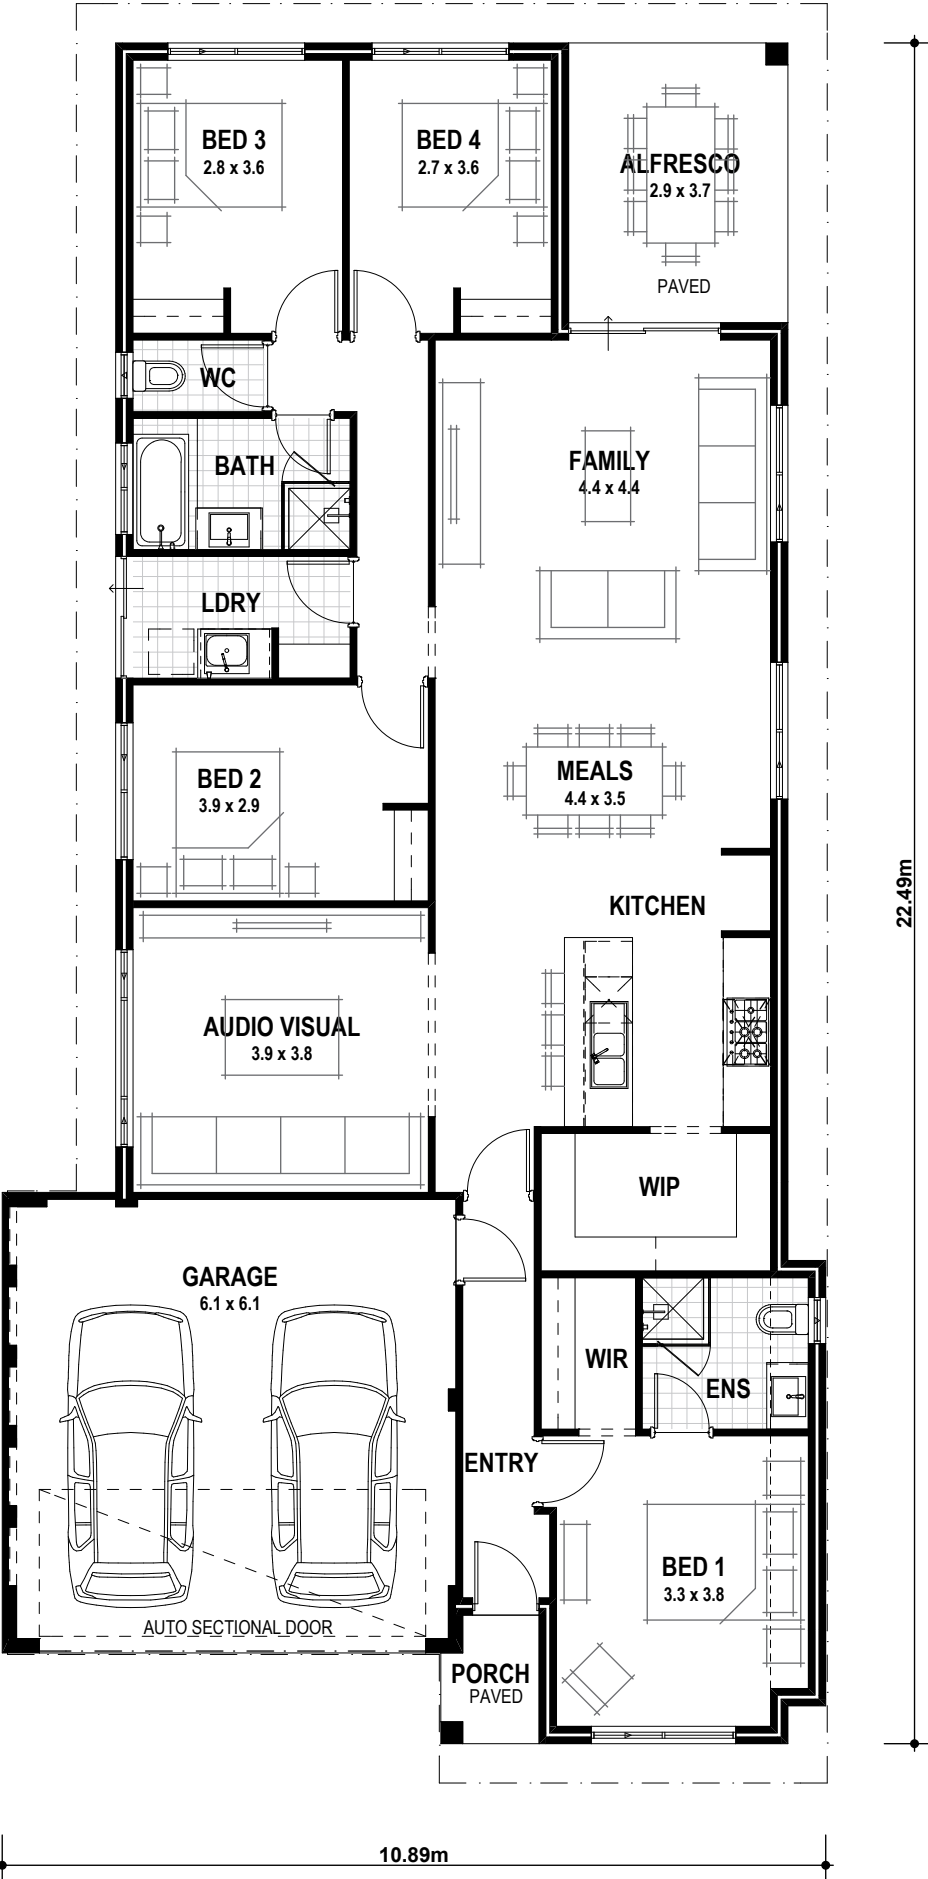 BED 3
2.8 x 3.6
BED 4
2.7 x 3.6
ALFRESCO
2.9 x 3.7
PAVED
WC
BATH
FAMILY
4.4 x 4.4
LDRY
MEALS
4.4 x 3.5
BED 2
3.9 x 2.9
KITCHEN
22.49m
AUDIO VISUAL
3.9 x 3.8
WIP
GARAGE
6.1 x 6.1
WIR
ENS
ENTRY
BED 1
3.3 x 3.8
AUTO SECTIONAL DOOR
PORCH
PAVED
10.89m